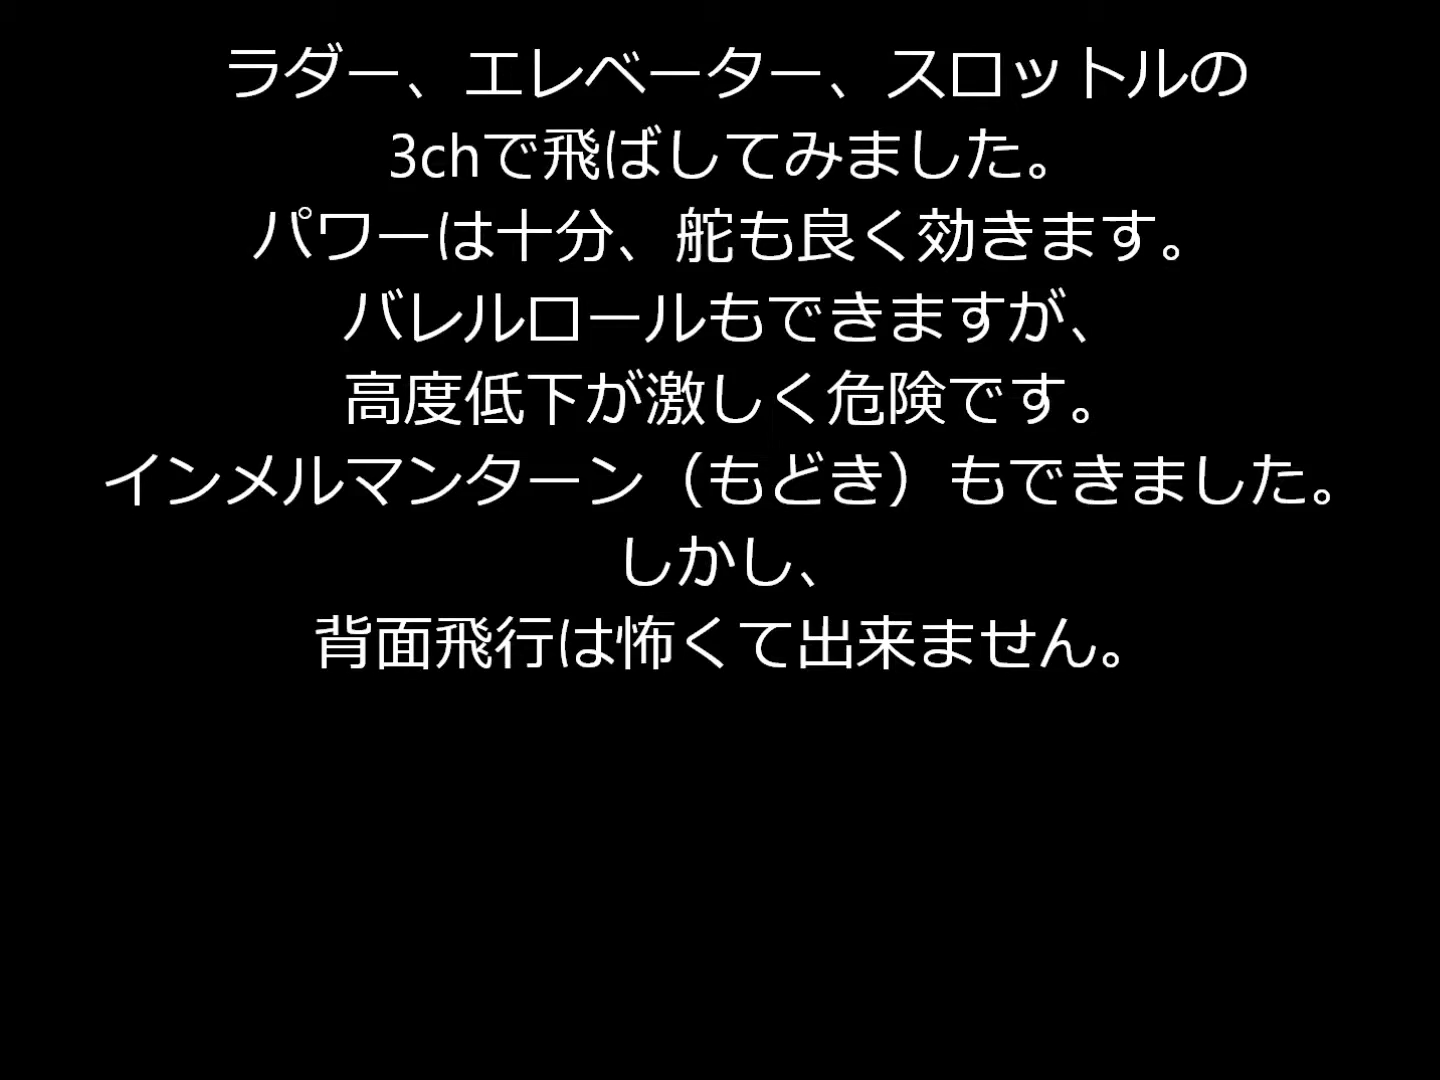 ラダー、エレベーター、スロットルの
3chで飛ばしてみました。
パワーは十分、舵も良く効きます。
バレルロールもできますが、
高度低下が激しく危険です。
インメルマンターン（もどき）もできました。
しかし、
背面飛行は怖くて出来ません。